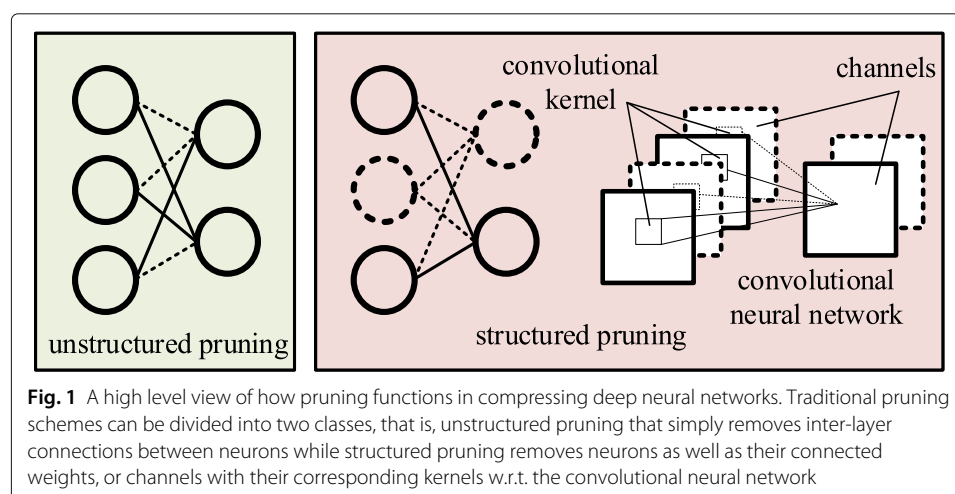 unstructured pruning
convolutional
kernel
channels
convolutional
neural network
structured pruning
Fig. 1 A high level view of how pruning functions in compressing deep neural networks. Traditional pruning
schemes can be divided into two classes, that is, unstructured pruning that simply removes inter-layer
connections between neurons while structured pruning removes neurons as well as their connected
weights, or channels with their corresponding kernels w.r.t. the convolutional neural network